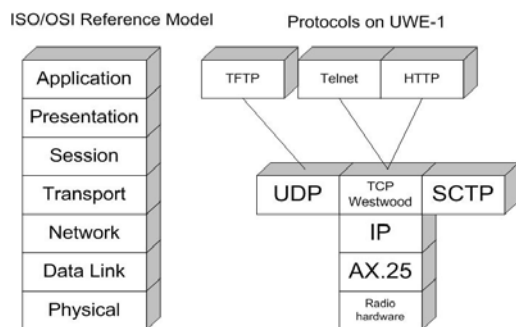 ISO/OSI Reference Model
Application
Presentation
Session
Transport
Network
Data Link
Physical
Protocols on UWE-1
TFTP
Telnet
HTTP
UDP
TCP
Westwood
SCTP
IP
AX.25
Radio
hardware